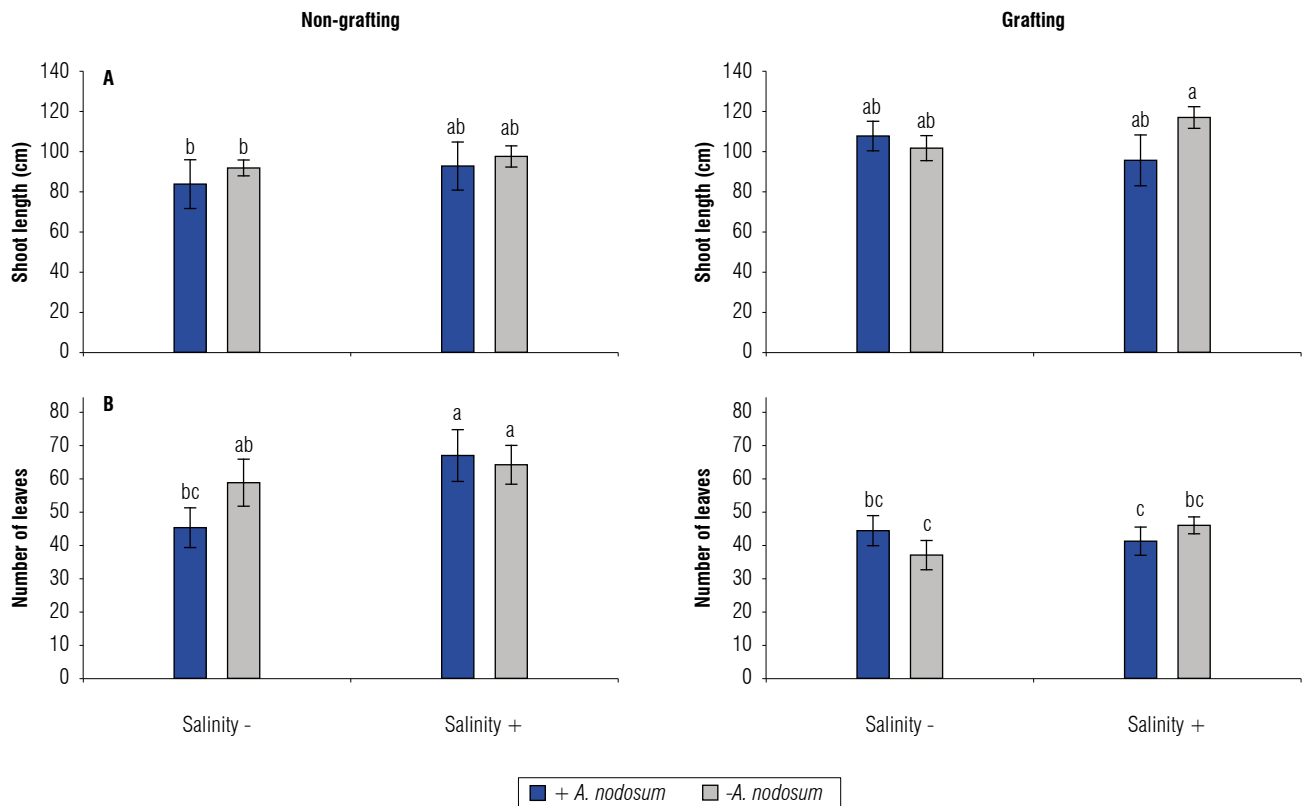 Non-grafting
Grafting
A
Shoot length (cm)
140
120
100
80
60
40
20
0
b
b
ab
ab
Shoot length (cm)
140
120
100
80
60
40
20
0
ab
ab
ab
a
B
Number of leaves
80
70
60
50
40
30
20
10
0
bc
ab
a
a
Salinity -
Salinity +
Number of leaves
80
70
60
50
40
30
20
10
0
bc
c
c
bc
Salinity -
Salinity +
+ A. nodosum
-A. nodosum